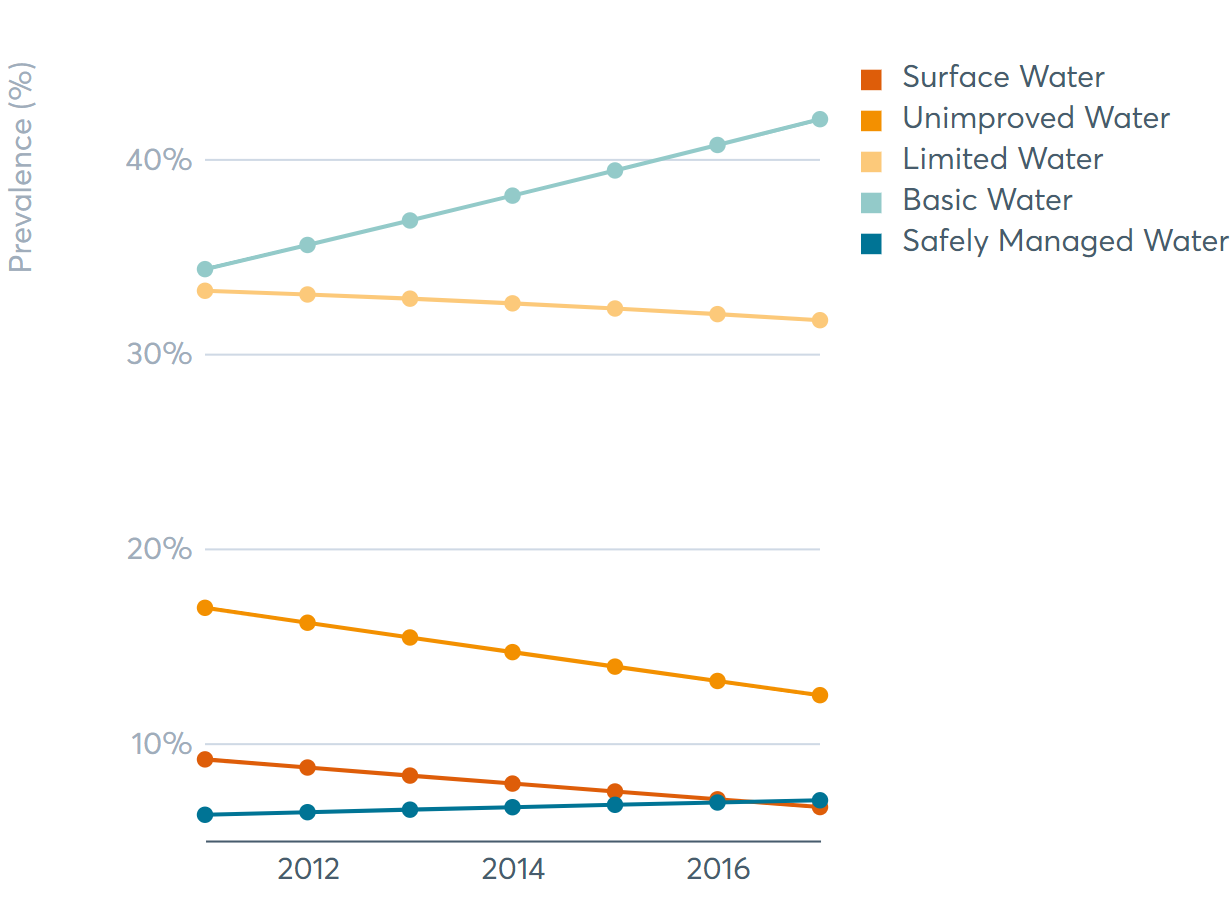 Prevalence (%)
40%
30%
20%
10%
2012
2014
2016
Surface Water
Unimproved Water
Limited Water
Basic Water
Safely Managed Water